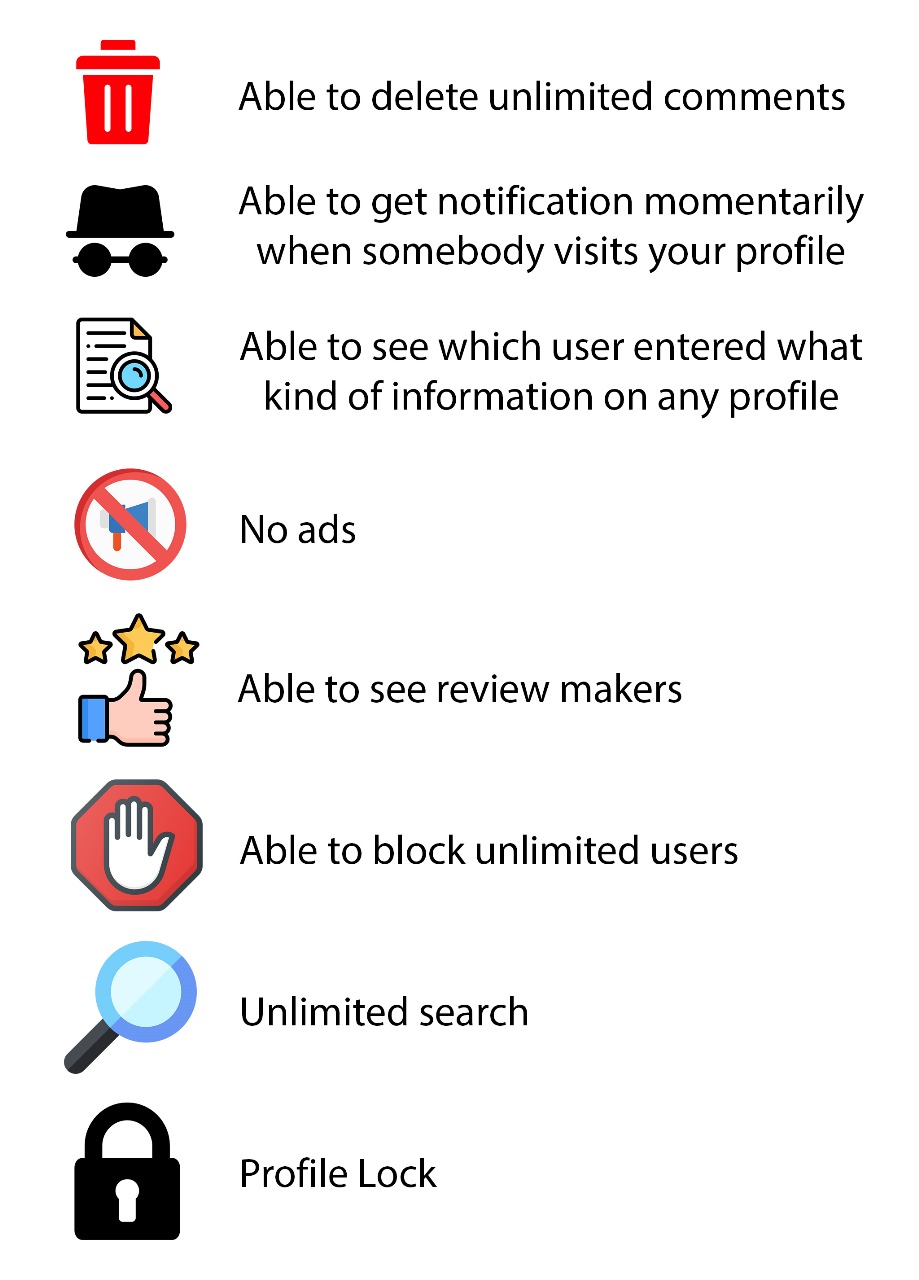 Able to delete unlimited comments
Able to get notification momentarily
when somebody visits your profile
Able to see which user entered what
kind of information on any profile
No ads
Able to see review makers
Able to block unlimited users
Unlimited search
Profile Lock